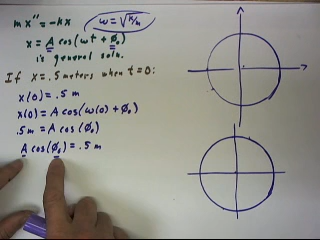 mx″ = -kx
ω = √k/m
x = A cos(ωt + φ₀)
is general soln.
If x = .5 meters when t = 0:
x(0) = .5 m
x(0) = A cos(ω(0) + φ₀)
.5m = A cos(φ₀)
A cos(φ₀) = .5 m